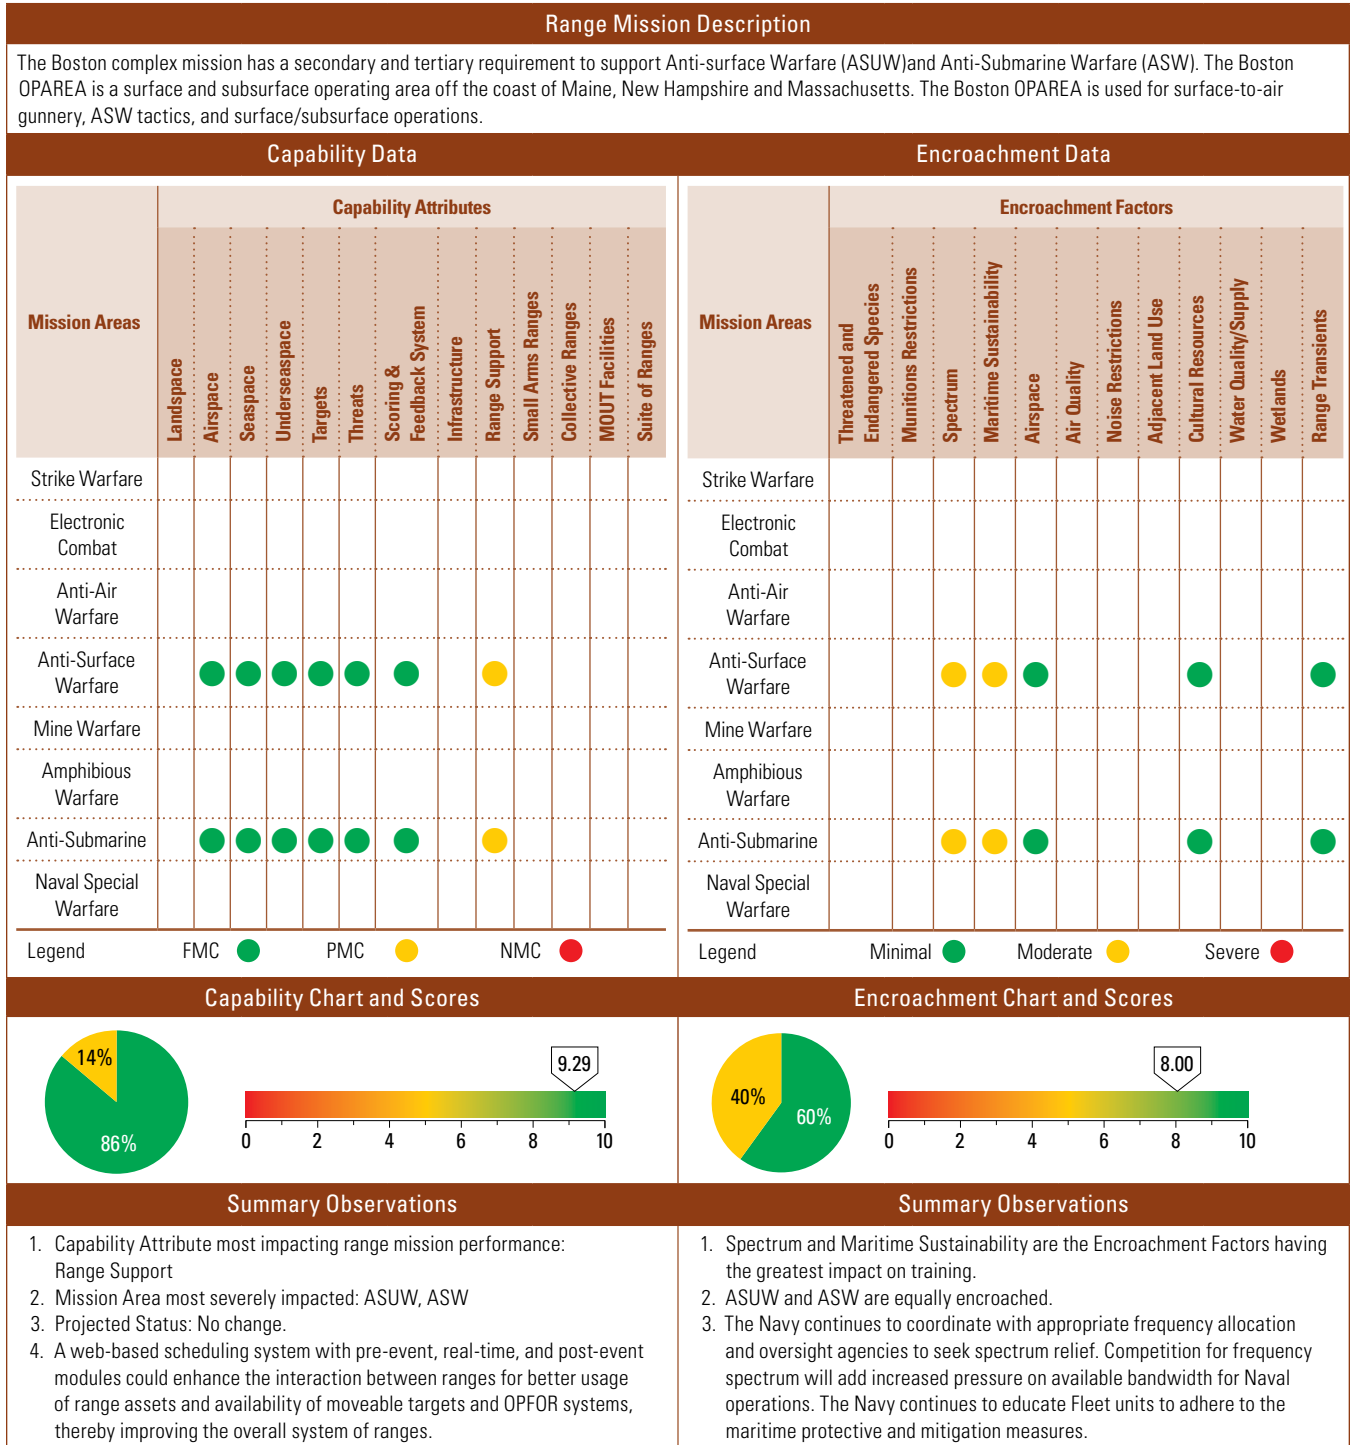 Range Mission Description
The Boston complex mission has a secondary and tertiary requirement to support Anti-surface Warfare (ASUW)and Anti-Submarine Warfare (ASW). The Boston
OPAREA is a surface and subsurface operating area off the coast of Maine, New Hampshire and Massachusetts. The Boston OPAREA is used for surface-to-air
gunnery, ASW tactics, and surface/subsurface operations.
Capability Data
Mission Areas
Capability Attributes
Landspace
Airspace
Seaspace
Underseaspace
Targets
Threats
Scoring &
Feedback System
Infrastructure
Range Support
Small Arms Ranges
Collective Ranges
MOUT Facilities
Suite of Ranges
Strike Warfare
Electronic
Combat
Anti-Air
Warfare
Anti-Surface
Warfare
Mine Warfare
Amphibious
Warfare
Anti-Submarine
Naval Special
Warfare
Legend FMC PMC NMC
Encroachment Data
Mission Areas
Encroachment Factors
Threatened and
Endangered Species
Munitions Restrictions
Spectrum
Maritime Sustainability
Airspace
Air Quality
Noise Restrictions
Adjacent Land Use
Cultural Resources
Water Quality/Supply
Wetlands
Range Transients
Strike Warfare
Electronic
Combat
Anti-Air
Warfare
Anti-Surface
Warfare
Mine Warfare
Amphibious
Warfare
Anti-Submarine
Naval Special
Warfare
Legend Minimal Moderate Severe
Capability Chart and Scores
14%
86%
9.29
0 2 4 6 8 10
Encroachment Chart and Scores
40%
60%
8.00
0 2 4 6 8 10
Summary Observations
1. Capability Attribute most impacting range mission performance:
Range Support
2. Mission Area most severely impacted: ASUW, ASW
3. Projected Status: No change.
4. A web-based scheduling system with pre-event, real-time, and post-event
modules could enhance the interaction between ranges for better usage
of range assets and availability of moveable targets and OPFOR systems,
thereby improving the overall system of ranges.
Summary Observations
1. Spectrum and Maritime Sustainability are the Encroachment Factors having
the greatest impact on training.
2. ASUW and ASW are equally encroached.
3. The Navy continues to coordinate with appropriate frequency allocation
and oversight agencies to seek spectrum relief. Competition for frequency
spectrum will add increased pressure on available bandwidth for Naval
operations. The Navy continues to educate Fleet units to adhere to the
maritime protective and mitigation measures.